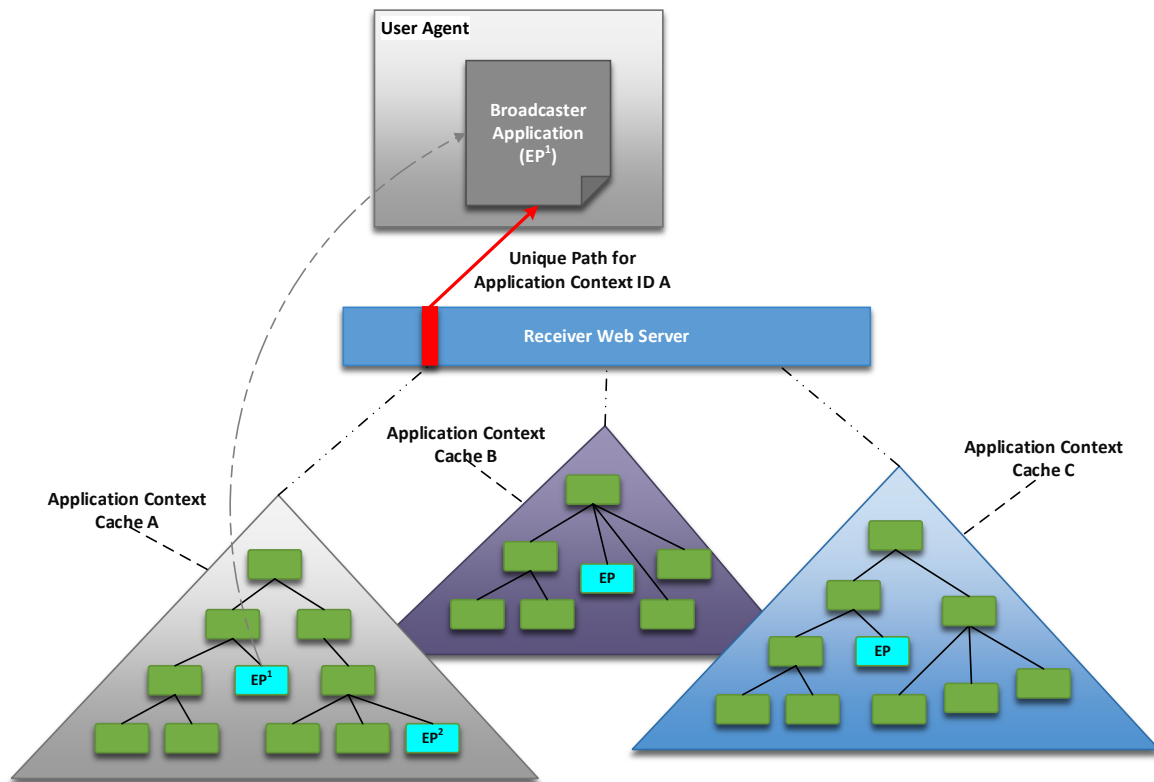 User Agent
Broadcaster
Application
(EP¹)
Unique Path for
Application Context ID A
Receiver Web Server
Application Context
Cache B
Application Context
Cache C
Application Context
Cache A
EP
EP
EP¹
EP²